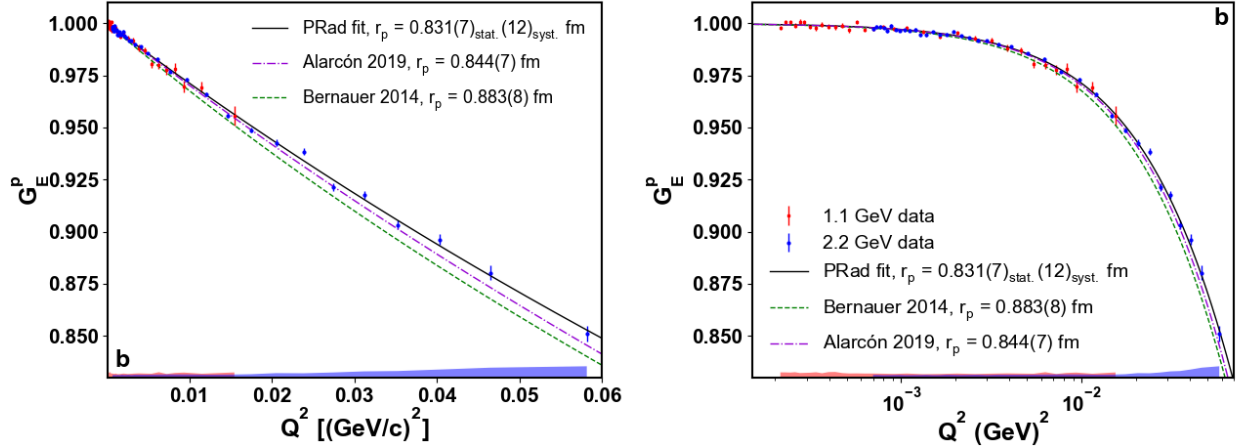 1.000
0.975
0.950
0.925
0.900
0.875
0.850
G_E^p
PRad fit, r_p = 0.831(7)_stat. (12)_syst. fm
Alarcón 2019, r_p = 0.844(7) fm
Bernauer 2014, r_p = 0.883(8) fm
b
0.01 0.02 0.03 0.04 0.05 0.06
Q^2 [(GeV/c)^2]
1.000
0.975
0.950
0.925
0.900
0.875
0.850
G_E^p
b
1.1 GeV data
2.2 GeV data
PRad fit, r_p = 0.831(7)_stat. (12)_syst. fm
Bernauer 2014, r_p = 0.883(8) fm
Alarcón 2019, r_p = 0.844(7) fm
10^−3 10^−2
Q^2 (GeV)^2